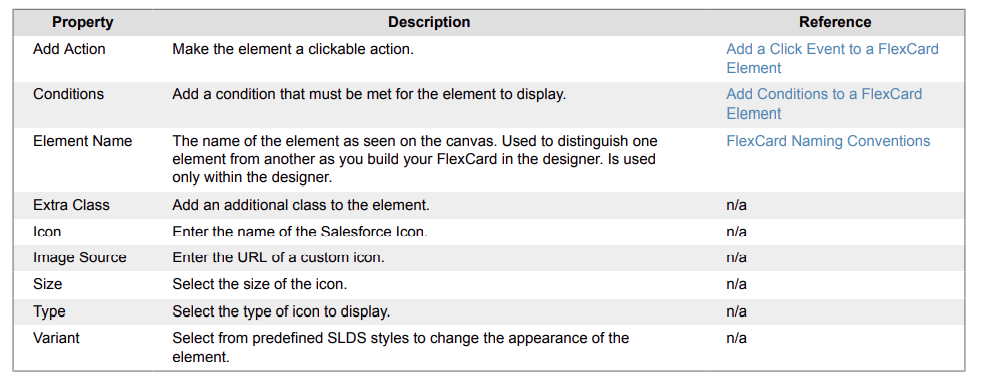 Property Description Reference
Add Action Make the element a clickable action. Add a Click Event to a FlexCard
Element
Conditions Add a condition that must be met for the element to display. Add Conditions to a FlexCard
Element
Element Name The name of the element as seen on the canvas. Used to distinguish one FlexCard Naming Conventions
element from another as you build your FlexCard in the designer. Is used
only within the designer.
Extra Class Add an additional class to the element. n/a
Icon Enter the name of the Salesforce Icon. n/a
Image Source Enter the URL of a custom icon. n/a
Size Select the size of the icon. n/a
Type Select the type of icon to display. n/a
Variant Select from predefined SLDS styles to change the appearance of the n/a
element.